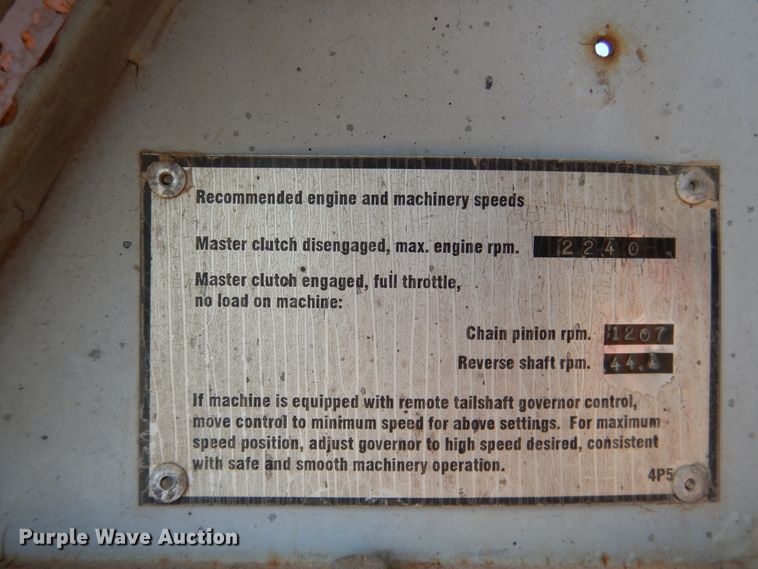 Recommended engine and machinery speeds
Master clutch disengaged, max. engine rpm. 2240
Master clutch engaged, full throttle,
no load on machine:
Chain pinion rpm. 1207
Reverse shaft rpm.
If machine is equipped with remote tailshaft governor control,
move control to minimum speed for above settings. For maximum
speed position, adjust governor to high speed desired, consistent
with safe and smooth machinery operation.
Purple Wave Auction